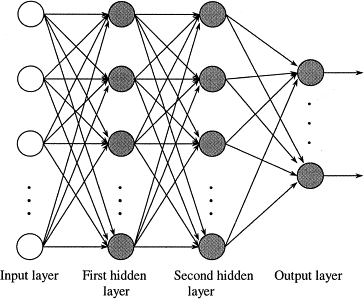 Input layer
First hidden
layer
Second hidden
layer
Output layer